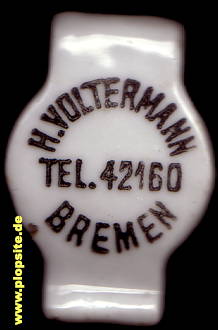 H. VOLTERMANN
TEL. 42160
BREMEN
www.plopsite.de